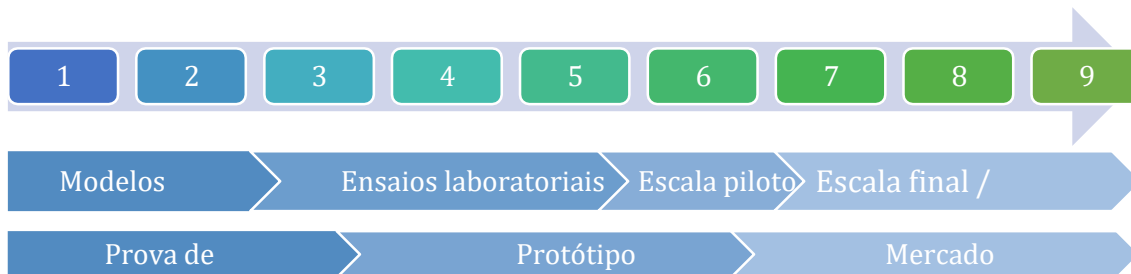 1 2 3 4 5 6 7 8 9
Modelos Ensaios laboratoriais Escala piloto Escala final /
Prova de Protótipo Mercado